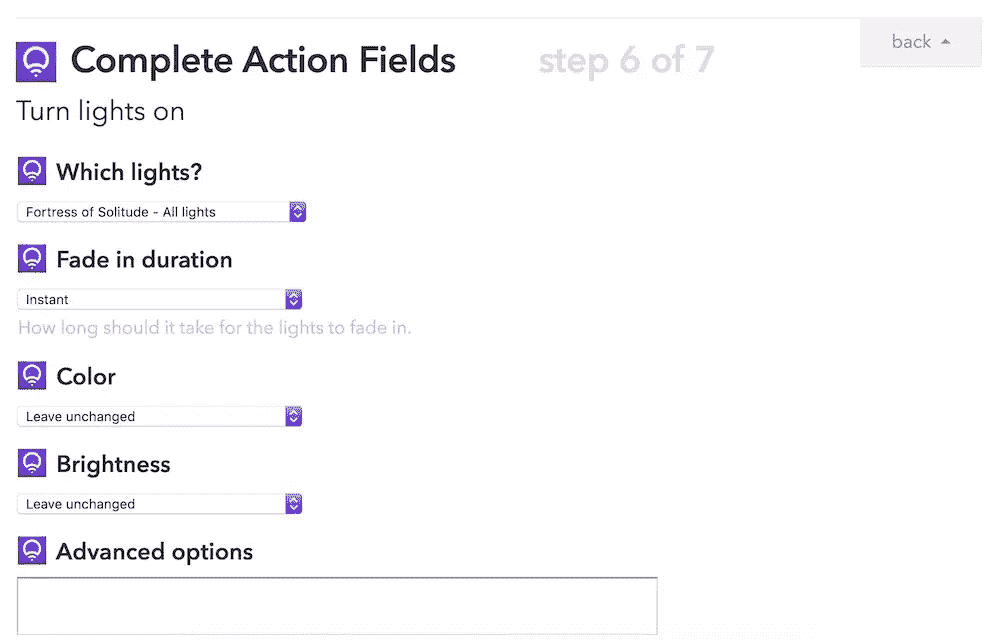 Complete Action Fields step 6 of 7 back
Turn lights on
Which lights?
Fortress of Solitude - All lights
Fade in duration
Instant
How long should it take for the lights to fade in.
Color
Leave unchanged
Brightness
Leave unchanged
Advanced options